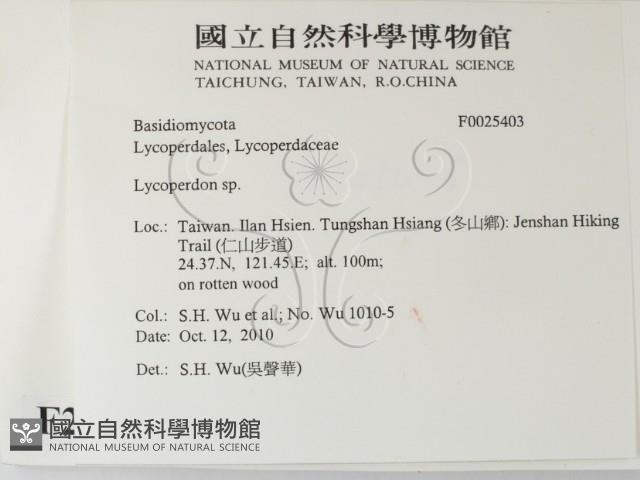 國立自然科學博物館
NATIONAL MUSEUM OF NATURAL SCIENCE
TAICHUNG, TAIWAN, R.O.CHINA
Basidiomycota F0025403
Lycoperdales, Lycoperdaceae
Lycoperdon sp.
Loc.: Taiwan. Ilan Hsien. Tungshan Hsiang (冬山鄉): Jenshan Hiking
Trail (仁山步道)
24.37.N, 121.45.E; alt. 100m;
on rotten wood
Col.: S.H. Wu et al.; No. Wu 1010-5
Date: Oct. 12, 2010
Det.: S.H. Wu(吳聲華)
國立自然科學博物館
NATIONAL MUSEUM OF NATURAL SCIENCE